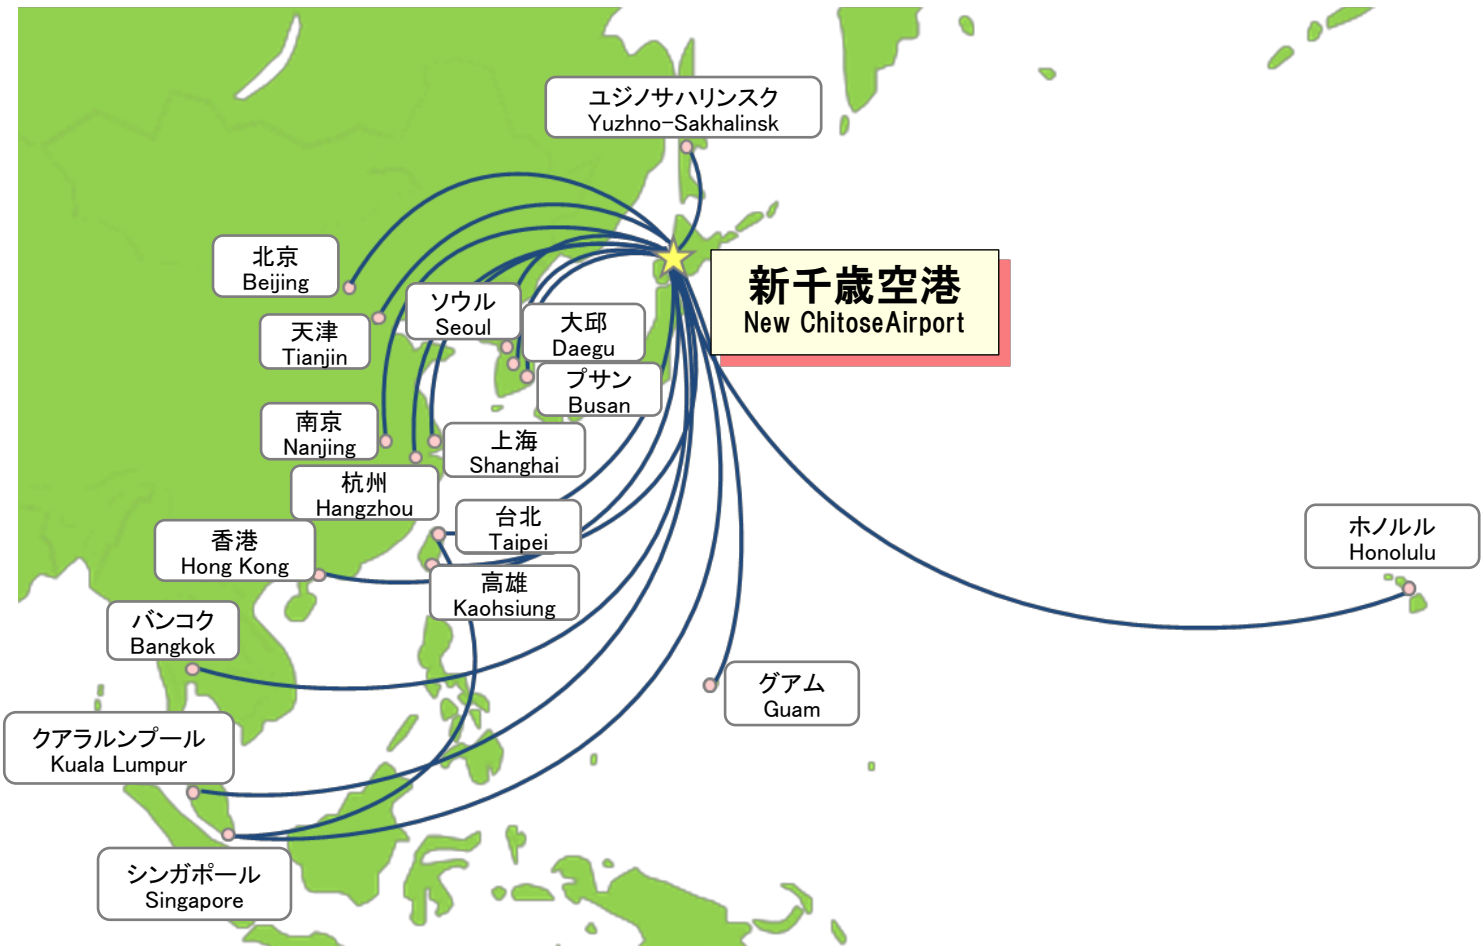 ユジノサハリンスク
Yuzhno-Sakhalinsk
北京
Beijing
新千歳空港
New ChitoseAirport
天津
Tianjin
ソウル
Seoul
大邱
Daegu
プサン
Busan
南京
Nanjing
上海
Shanghai
杭州
Hangzhou
台北
Taipei
香港
Hong Kong
高雄
Kaohsiung
ホノルル
Honolulu
バンコク
Bangkok
グアム
Guam
クアラルンプール
Kuala Lumpur
シンガポール
Singapore